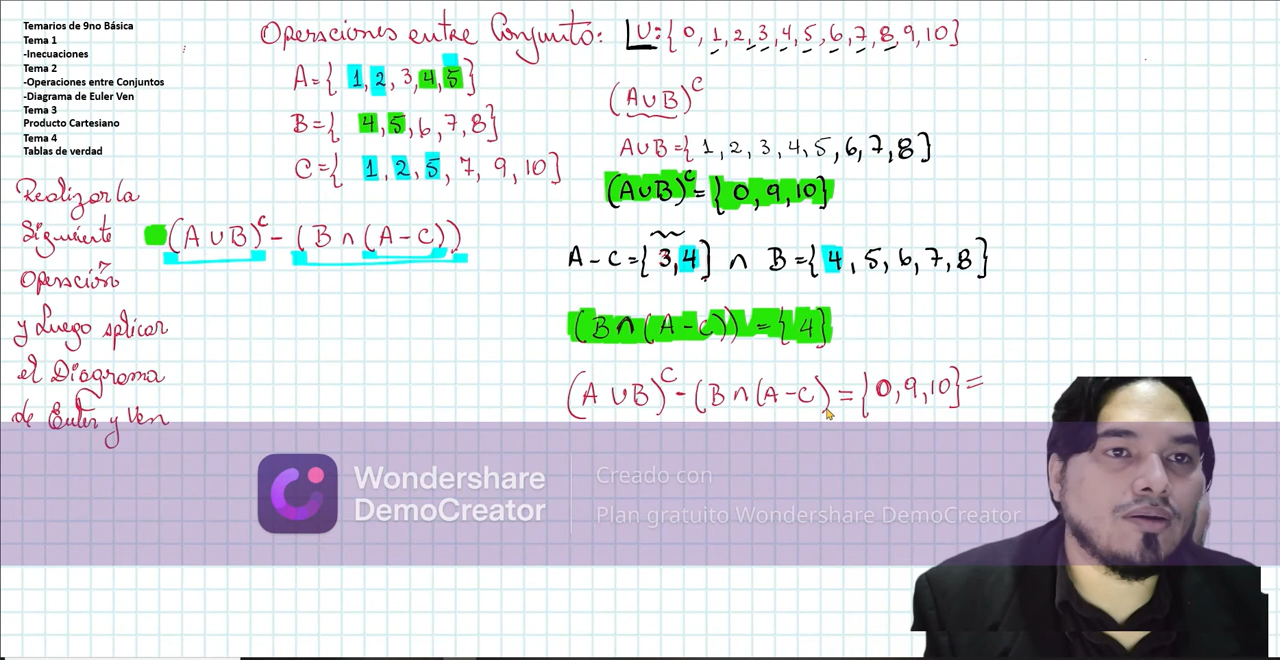 Temarios de 9no Básica
Tema 1
-Inecuaciones
Tema 2
-Operaciones entre Conjuntos
-Diagrama de Euler Ven
Tema 3
Producto Cartesiano
Tema 4
Tablas de verdad
Operaciones entre Conjunto: U:{ 0, 1, 2, 3, 4, 5, 6, 7, 8, 9, 10}
A={ 1, 2, 3, 4, 5}
B={ 4, 5, 6, 7, 8}
C={ 1, 2, 5, 7, 9, 10}
Realizar la
Siguiente
Operación
y Luego aplicar
el Diagrama
de Euler y Ven
(A ∪ B)ᶜ - (B ∩ (A - C))
(A∪B)ᶜ
A∪B={ 1, 2, 3, 4, 5, 6, 7, 8}
(A∪B)ᶜ={ 0, 9, 10}
A-C={3, 4} ∩ B={4, 5, 6, 7, 8}
(B ∩ (A-C)) = {4}
(A ∪B)ᶜ - (B ∩ (A-C) = {0, 9, 10} =
Wondershare
DemoCreator
Creado con
Plan gratuito Wondershare DemoCreator